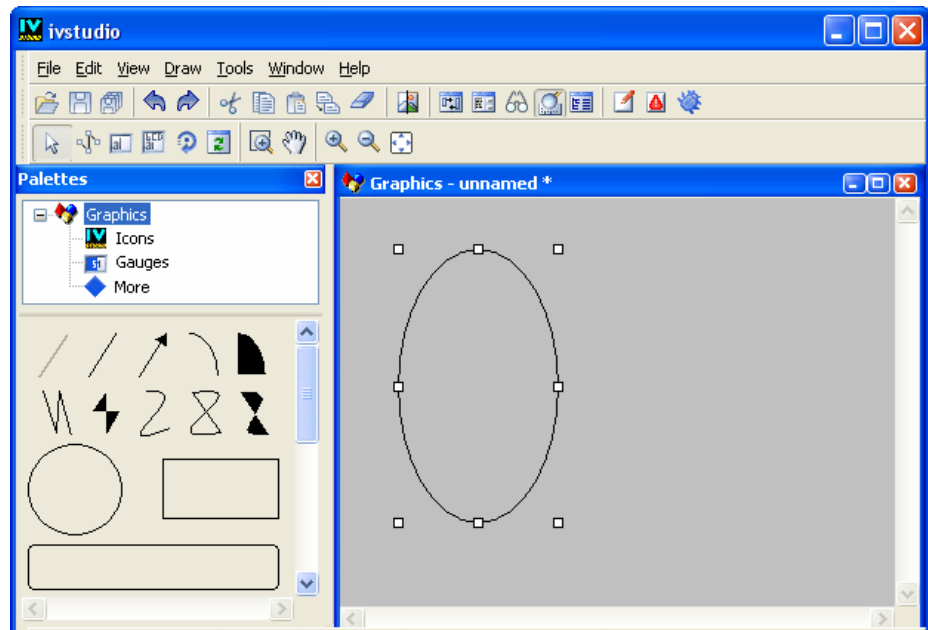 ivstudio
File Edit View Draw Tools Window Help
Palettes
Graphics - unnamed *
Graphics
Icons
Gauges
More